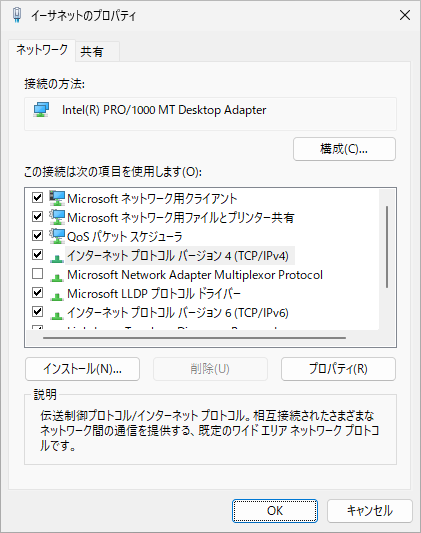 イーサネットのプロパティ
ネットワーク
共有
接続の方法:
Intel(R) PRO/1000 MT Desktop Adapter
構成(C)...
この接続は次の項目を使用します(O):
Microsoft ネットワーク用クライアント
Microsoft ネットワーク用ファイルとプリンター共有
QoS パケット スケジューラ
インターネット プロトコル バージョン 4 (TCP/IPv4)
Microsoft Network Adapter Multiplexor Protocol
Microsoft LLDP プロトコル ドライバー
インターネット プロトコル バージョン 6 (TCP/IPv6)
インストール(N)...
削除(U)
プロパティ(R)
説明
伝送制御プロトコル/インターネット プロトコル。相互接続されたさまざまな
ネットワーク間の通信を提供する、既定のワイド エリア ネットワーク プロトコ
ルです。
OK
キャンセル